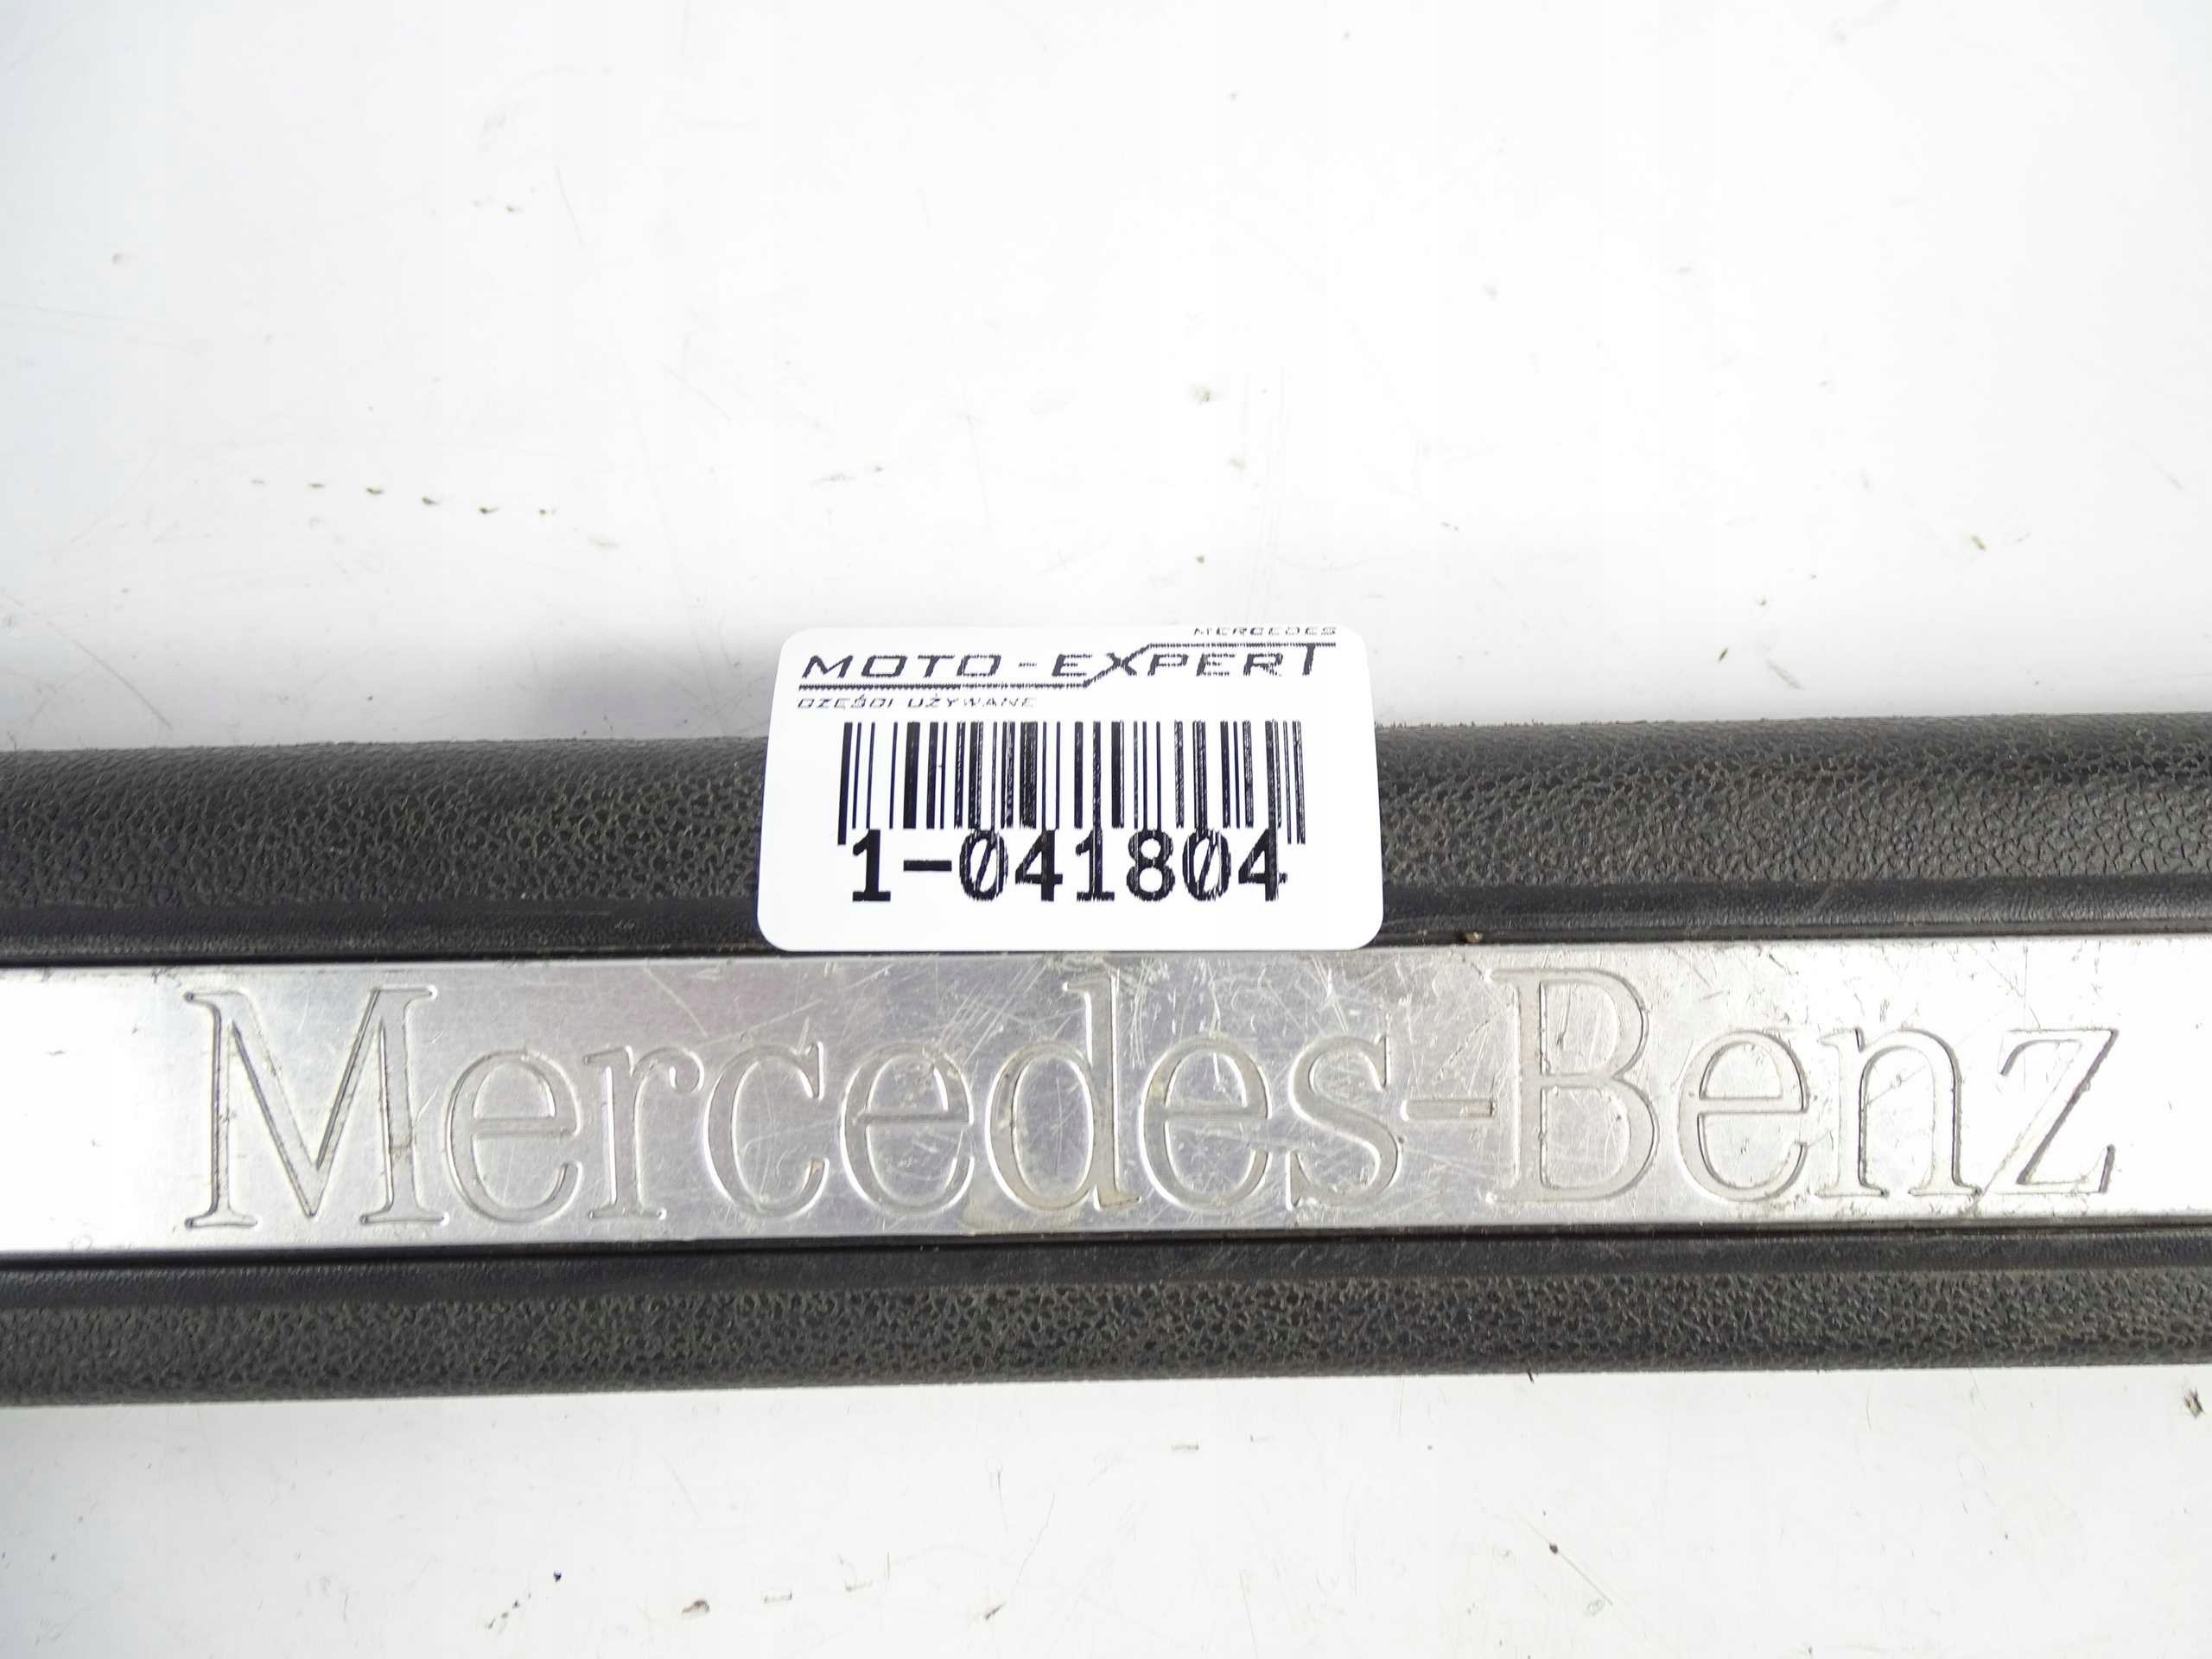 MERCEDES
MOTO-EXPERT
CZĘŚCI UŻYWANE
1-041804
Mercedes-Benz